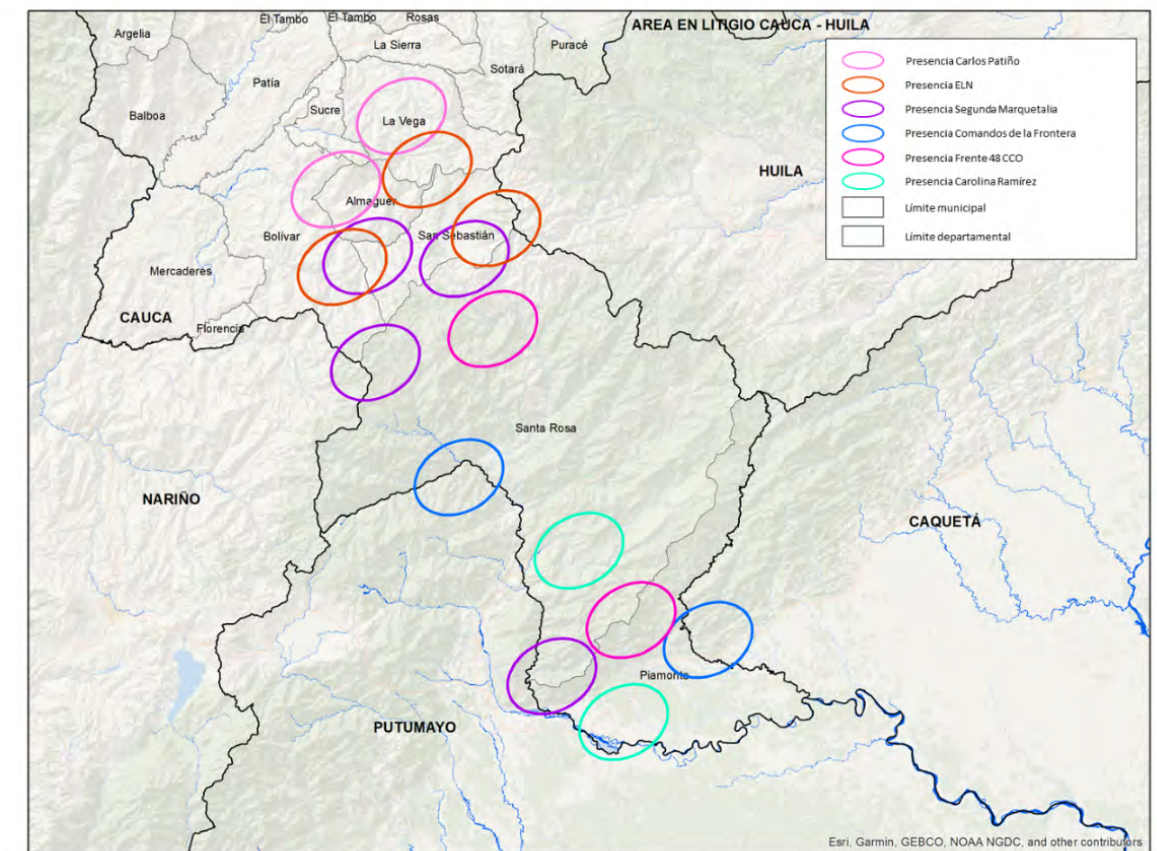 El Tambo
El Tambo
Rosas
AREA EN LITIGIO CAUCA - HUILA
Argelia
La Sierra
Puracé
Sotará
Patía
Sucre
Balboa
La Vega
Presencia Carlos Patiño
Presencia ELN
Presencia Segunda Marquetalia
Presencia Comandos de la Frontera
Presencia Frente 48 CCO
Presencia Carolina Ramírez
Límite municipal
Límite departamental
HUILA
Almaguer
Bolívar
San Sebastián
Mercaderes
CAUCA
Florencia
Santa Rosa
NARIÑO
CAQUETÁ
Piamonte
PUTUMAYO
Esri, Garmin, GEBCO, NOAA NGDC, and other contributors